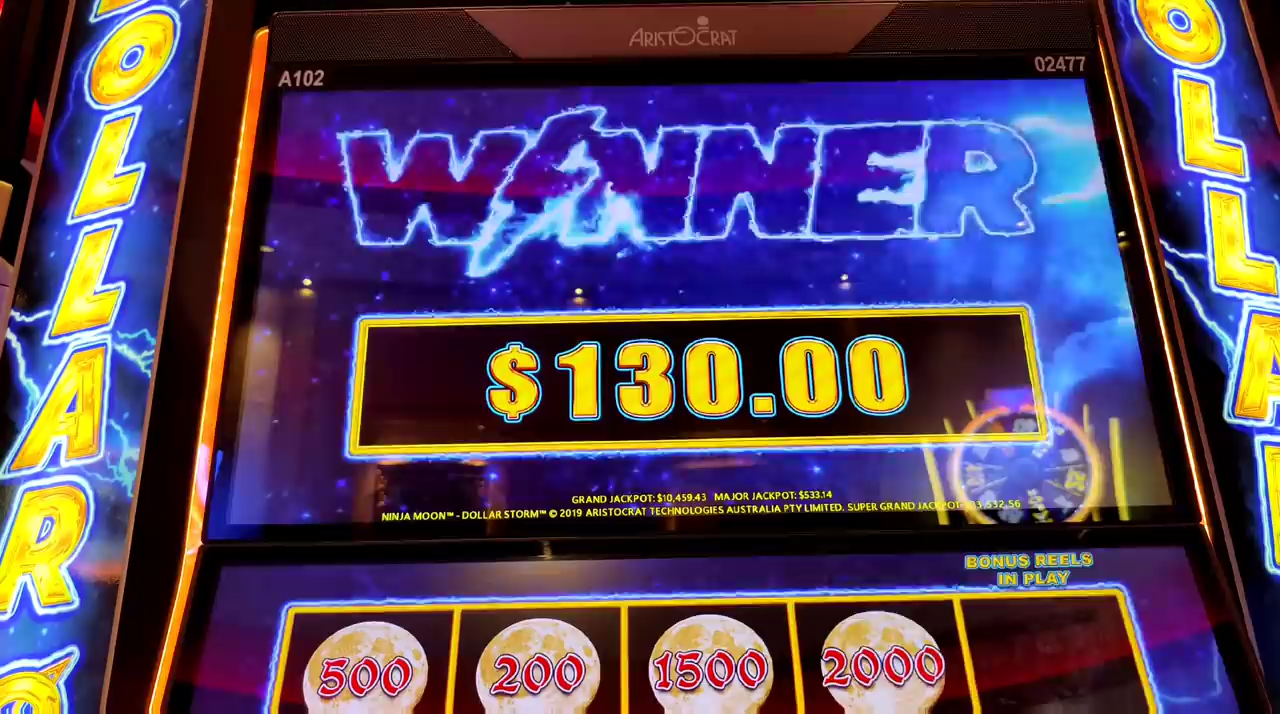 ARISTOCRAT
A102
02477
WINNER
$130.00
GRAND JACKPOT: $10,459.43 MAJOR JACKPOT: $533.14
NINJA MOON™ - DOLLAR STORM™ © 2019 ARISTOCRAT TECHNOLOGIES AUSTRALIA PTY LIMITED. SUPER GRAND JACKPOT:
BONUS REELS
IN PLAY
500 200 1500 2000
OLLAR
OLLA